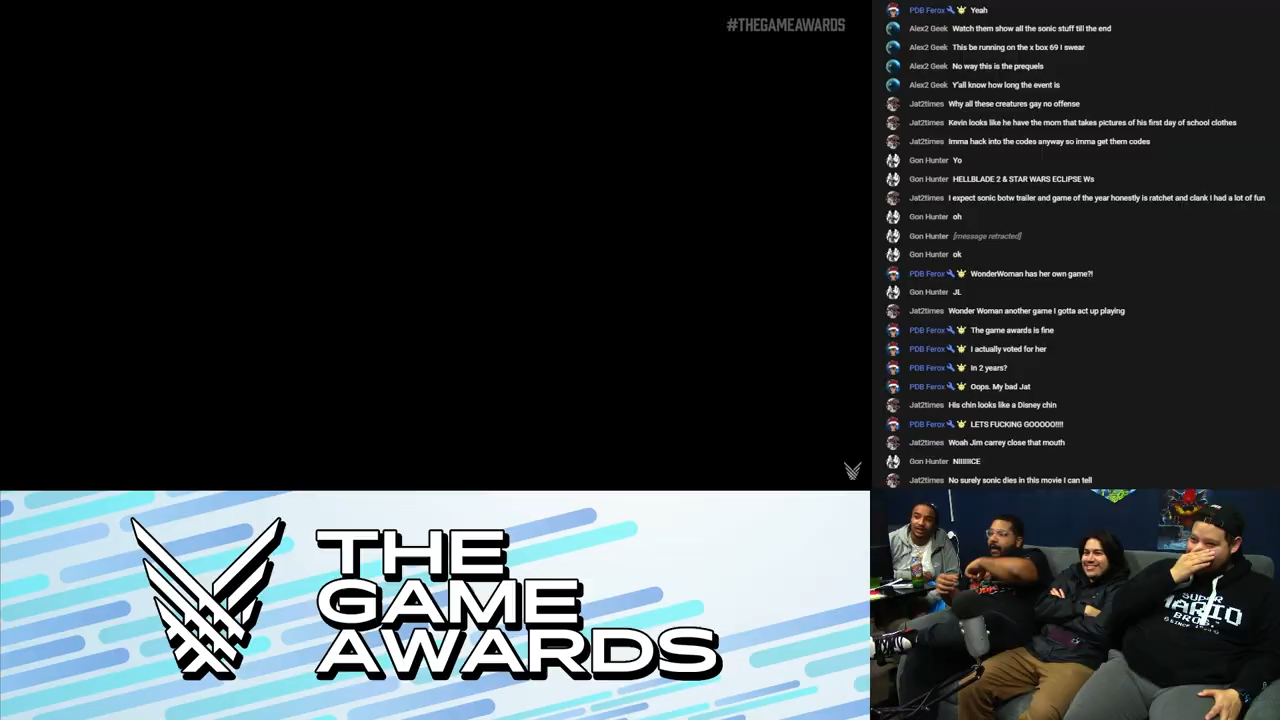 #THEGAMEAWARDS
PDB Ferox Yeah
Alex2 Geek Watch them show all the sonic stuff till the end
Alex2 Geek This be running on the x box 69 I swear
Alex2 Geek No way this is the prequels
Alex2 Geek Y'all know how long the event is
Jat2times Why all these creatures gay no offense
Jat2times Kevin looks like he have the mom that takes pictures of his first day of school clothes
Jat2times Imma hack into the codes anyway so imma get them codes
Gon Hunter Yo
Gon Hunter HELLBLADE 2 & STAR WARS ECLIPSE Ws
Jat2times I expect sonic botw trailer and game of the year honestly is ratchet and clank I had a lot of fun
Gon Hunter oh
Gon Hunter [message retracted]
Gon Hunter ok
PDB Ferox WonderWoman has her own game?!
Gon Hunter JL
Jat2times Wonder Woman another game I gotta act up playing
PDB Ferox The game awards is fine
PDB Ferox I actually voted for her
PDB Ferox In 2 years?
PDB Ferox Oops. My bad Jat
Jat2times His chin looks like a Disney chin
PDB Ferox LETS FUCKING GOOOOO!!!!
Jat2times Woah Jim carrey close that mouth
Gon Hunter NIIIIIICE
Jat2times No surely sonic dies in this movie I can tell
THE
GAME
AWARDS
SUPER
MARIO
BROS.